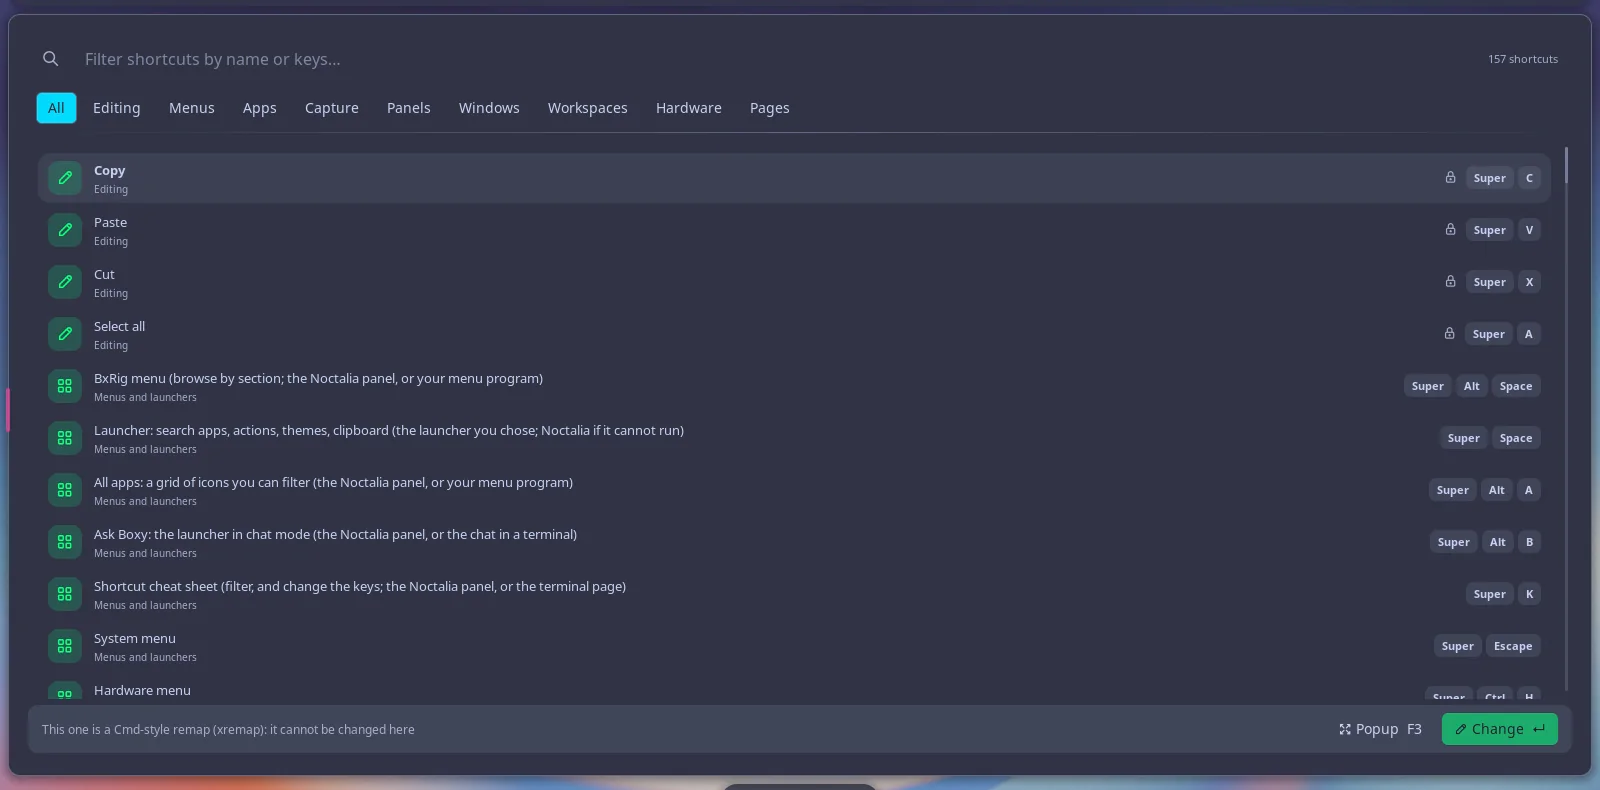 Filter shortcuts by name or keys...
157 shortcuts
All Editing Menus Apps Capture Panels Windows Workspaces Hardware Pages
Copy
Editing
Super C
Paste
Editing
Super V
Cut
Editing
Super X
Select all
Editing
Super A
BxRig menu (browse by section; the Noctalia panel, or your menu program)
Menus and launchers
Super Alt Space
Launcher: search apps, actions, themes, clipboard (the launcher you chose; Noctalia if it cannot run)
Menus and launchers
Super Space
All apps: a grid of icons you can filter (the Noctalia panel, or your menu program)
Menus and launchers
Super Alt A
Ask Boxy: the launcher in chat mode (the Noctalia panel, or the chat in a terminal)
Menus and launchers
Super Alt B
Shortcut cheat sheet (filter, and change the keys; the Noctalia panel, or the terminal page)
Menus and launchers
Super K
System menu
Menus and launchers
Super Escape
Hardware menu
Super Ctrl H
This one is a Cmd-style remap (xremap): it cannot be changed here
Popup F3
Change